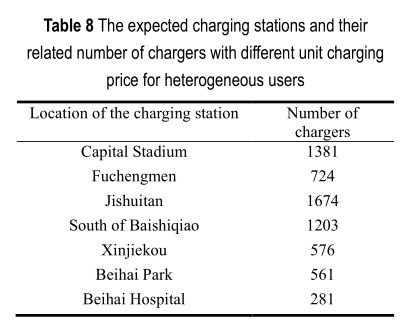 Table 8 The expected charging stations and their
related number of chargers with different unit charging
price for heterogeneous users
Location of the charging station Number of
chargers
Capital Stadium 1381
Fuchengmen 724
Jishuitan 1674
South of Baishiqiao 1203
Xinjiekou 576
Beihai Park 561
Beihai Hospital 281